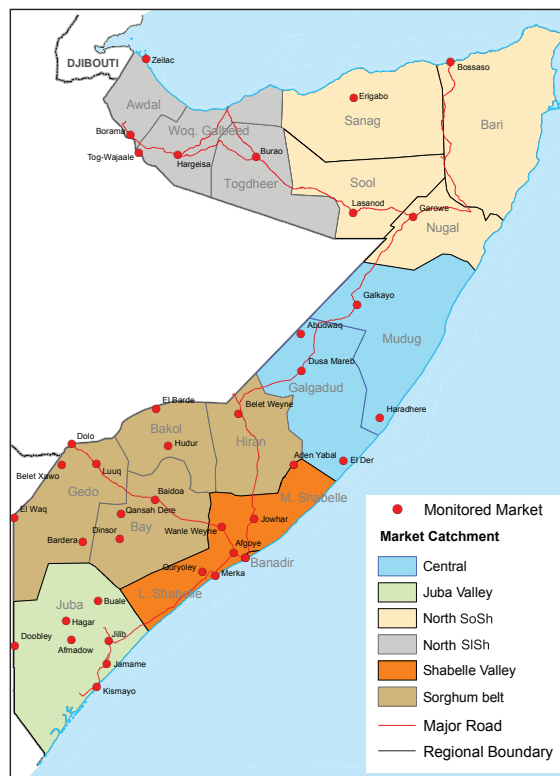 DJIBOUTI
Zeilac
Bossaso
Awdal
Erigabo
Sanag
Bari
Borama
Woq. Galbeed
Burao
Tog-Wajaale
Hargeisa
Togdheer
Sool
Lasanod
Garowe
Nugal
Galkayo
Abudwaq
Mudug
Dusa Mareb
Galgadud
El Barde
Belet Weyne
Haradhere
Bakol
Dolo
Hudur
Hiran
Belet Xawo
Luuq
Aden Yabal
El Der
Gedo
Baidoa
M. Shabelle
El Waq
Qansah Dere
Bay
Wanle Weyne
Jowhar
Dinsor
Bardera
Afgoye
Banadir
Qoryoley
Merka
L. Shabelle
Juba
Buale
Hagar
Doobley
Jilib
Afmadow
Jamame
Kismayo
Monitored Market
Market Catchment
Central
Juba Valley
North SoSh
North SlSh
Shabelle Valley
Sorghum belt
Major Road
Regional Boundary